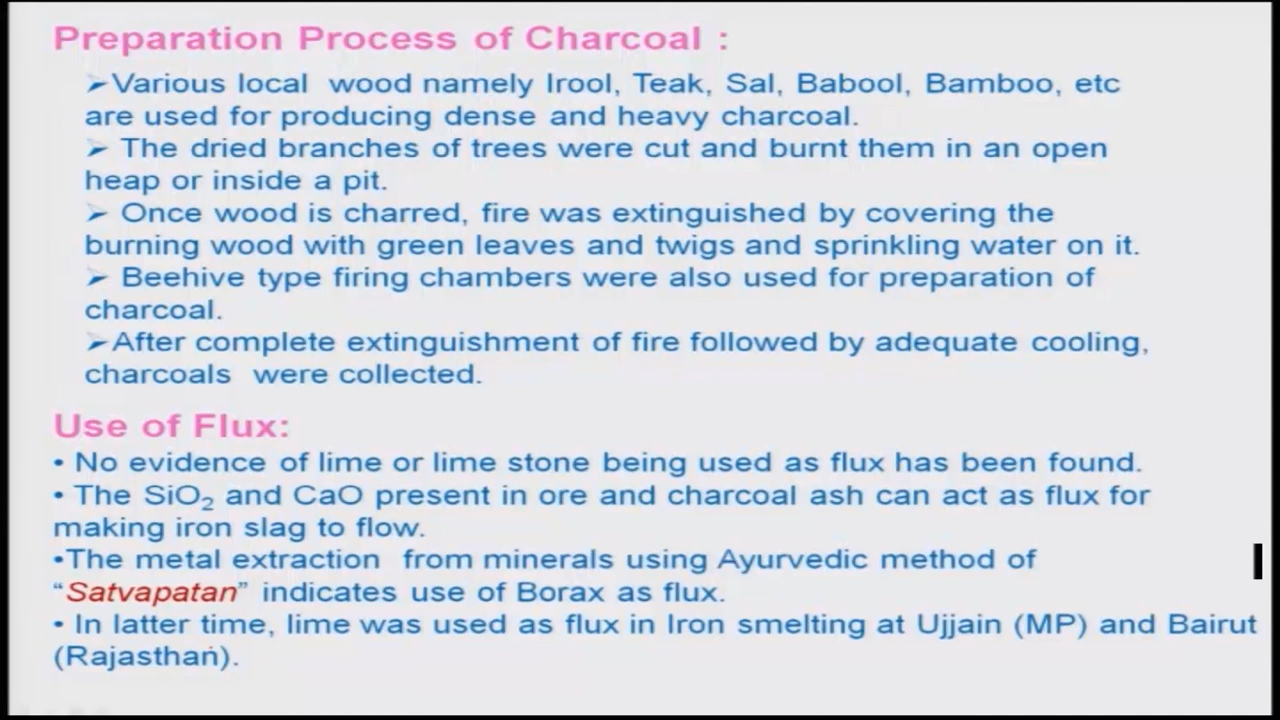 Preparation Process of Charcoal :
➢Various local wood namely Irool, Teak, Sal, Babool, Bamboo, etc
are used for producing dense and heavy charcoal.
➢ The dried branches of trees were cut and burnt them in an open
heap or inside a pit.
➢ Once wood is charred, fire was extinguished by covering the
burning wood with green leaves and twigs and sprinkling water on it.
➢ Beehive type firing chambers were also used for preparation of
charcoal.
➢After complete extinguishment of fire followed by adequate cooling,
charcoals were collected.
Use of Flux:
• No evidence of lime or lime stone being used as flux has been found.
• The SiO₂ and CaO present in ore and charcoal ash can act as flux for
making iron slag to flow.
•The metal extraction from minerals using Ayurvedic method of
“Satvapatan” indicates use of Borax as flux.
• In latter time, lime was used as flux in Iron smelting at Ujjain (MP) and Bairut
(Rajasthan).